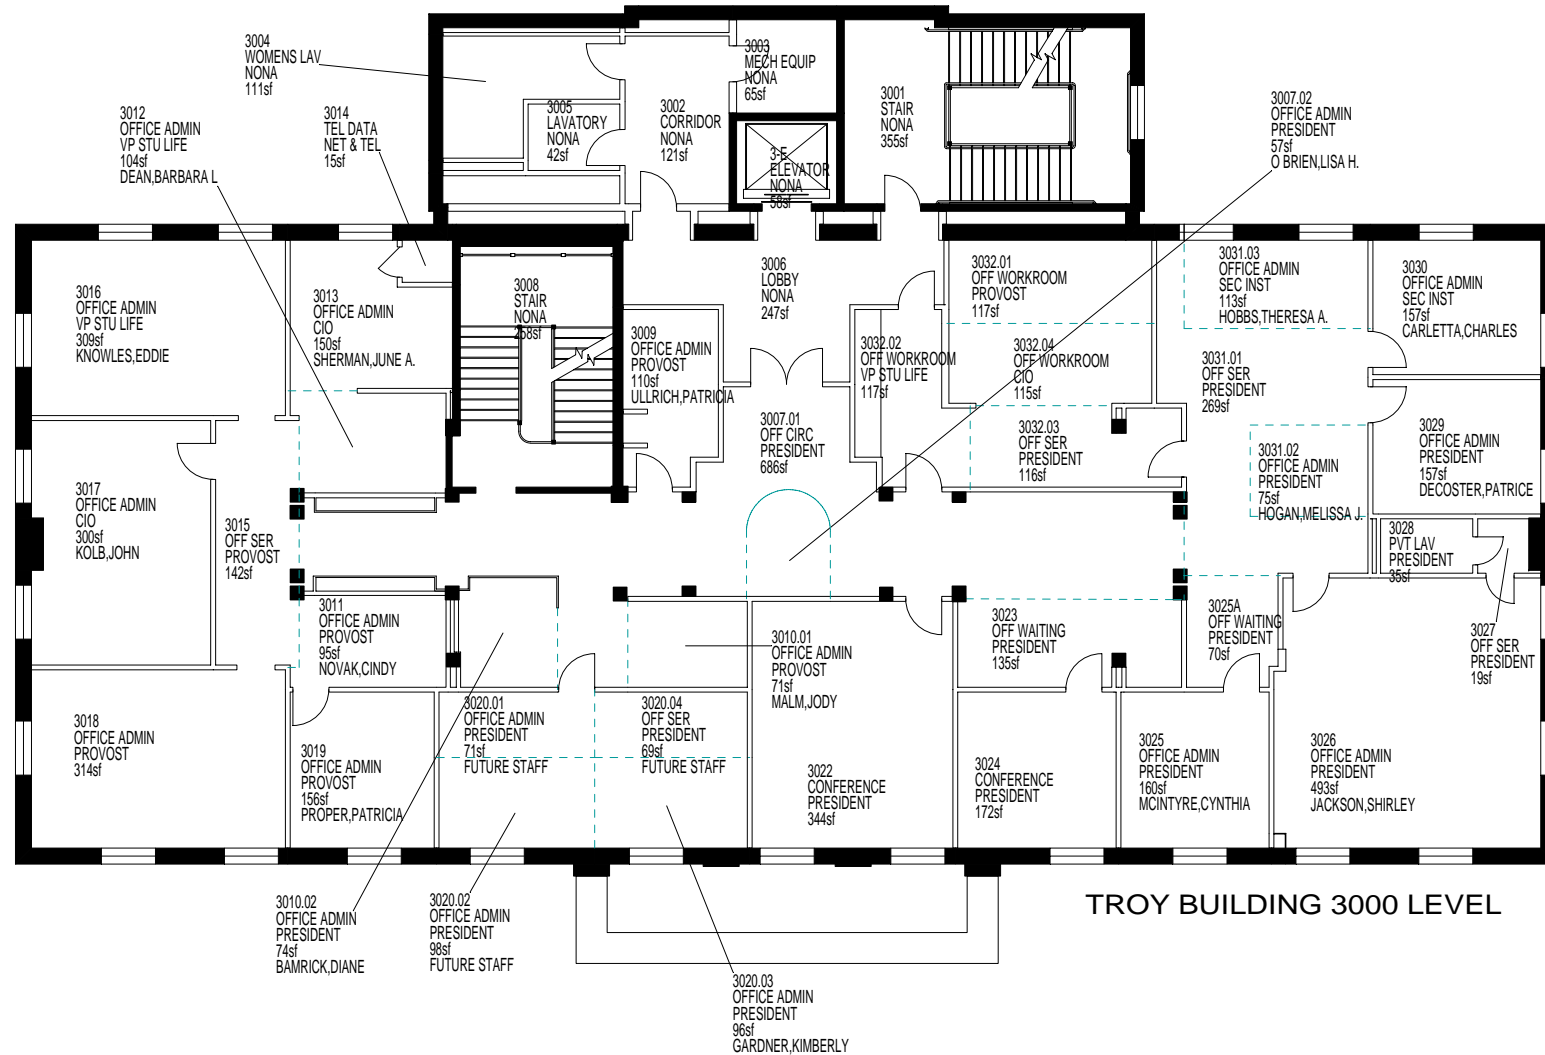 3004
WOMENS LAV
NONA
111sf
3003
MECH EQUIP
NONA
65sf
3012
OFFICE ADMIN
VP STU LIFE
104sf
DEAN,BARBARA L
3014
TEL DATA
NET & TEL
15sf
3005
LAVATORY
NONA
42sf
3002
CORRIDOR
NONA
121sf
3-E
ELEVATOR
NONA
58sf
3001
STAIR
NONA
355sf
3007.02
OFFICE ADMIN
PRESIDENT
57sf
O BRIEN,LISA H.
3016
OFFICE ADMIN
VP STU LIFE
309sf
KNOWLES,EDDIE
3013
OFFICE ADMIN
CIO
150sf
SHERMAN,JUNE A.
3008
STAIR
NONA
258sf
3009
OFFICE ADMIN
PROVOST
110sf
ULLRICH,PATRICIA
3006
LOBBY
NONA
247sf
3032.02
OFF WORKROOM
VP STU LIFE
117sf
3032.01
OFF WORKROOM
PROVOST
117sf
3032.04
OFF WORKROOM
CIO
115sf
3031.03
OFFICE ADMIN
SEC INST
113sf
HOBBS,THERESA A.
3030
OFFICE ADMIN
SEC INST
157sf
CARLETTA,CHARLES
3031.01
OFF SER
PRESIDENT
269sf
3007.01
OFF CIRC
PRESIDENT
686sf
3032.03
OFF SER
PRESIDENT
116sf
3031.02
OFFICE ADMIN
PRESIDENT
75sf
HOGAN,MELISSA J.
3029
OFFICE ADMIN
PRESIDENT
157sf
DECOSTER,PATRICE
3017
OFFICE ADMIN
CIO
300sf
KOLB,JOHN
3015
OFF SER
PROVOST
142sf
3028
PVT LAV
PRESIDENT
35sf
3011
OFFICE ADMIN
PROVOST
95sf
NOVAK,CINDY
3010.01
OFFICE ADMIN
PROVOST
71sf
MALM,JODY
3023
OFF WAITING
PRESIDENT
135sf
3025A
OFF WAITING
PRESIDENT
70sf
3027
OFF SER
PRESIDENT
19sf
3018
OFFICE ADMIN
PROVOST
314sf
3019
OFFICE ADMIN
PROVOST
156sf
PROPER,PATRICIA
3020.01
OFFICE ADMIN
PRESIDENT
71sf
FUTURE STAFF
3020.04
OFF SER
PRESIDENT
69sf
FUTURE STAFF
3022
CONFERENCE
PRESIDENT
344sf
3024
CONFERENCE
PRESIDENT
172sf
3025
OFFICE ADMIN
PRESIDENT
160sf
MCINTYRE,CYNTHIA
3026
OFFICE ADMIN
PRESIDENT
493sf
JACKSON,SHIRLEY
3010.02
OFFICE ADMIN
PRESIDENT
74sf
BAMRICK,DIANE
3020.02
OFFICE ADMIN
PRESIDENT
98sf
FUTURE STAFF
3020.03
OFFICE ADMIN
PRESIDENT
96sf
GARDNER,KIMBERLY
TROY BUILDING 3000 LEVEL